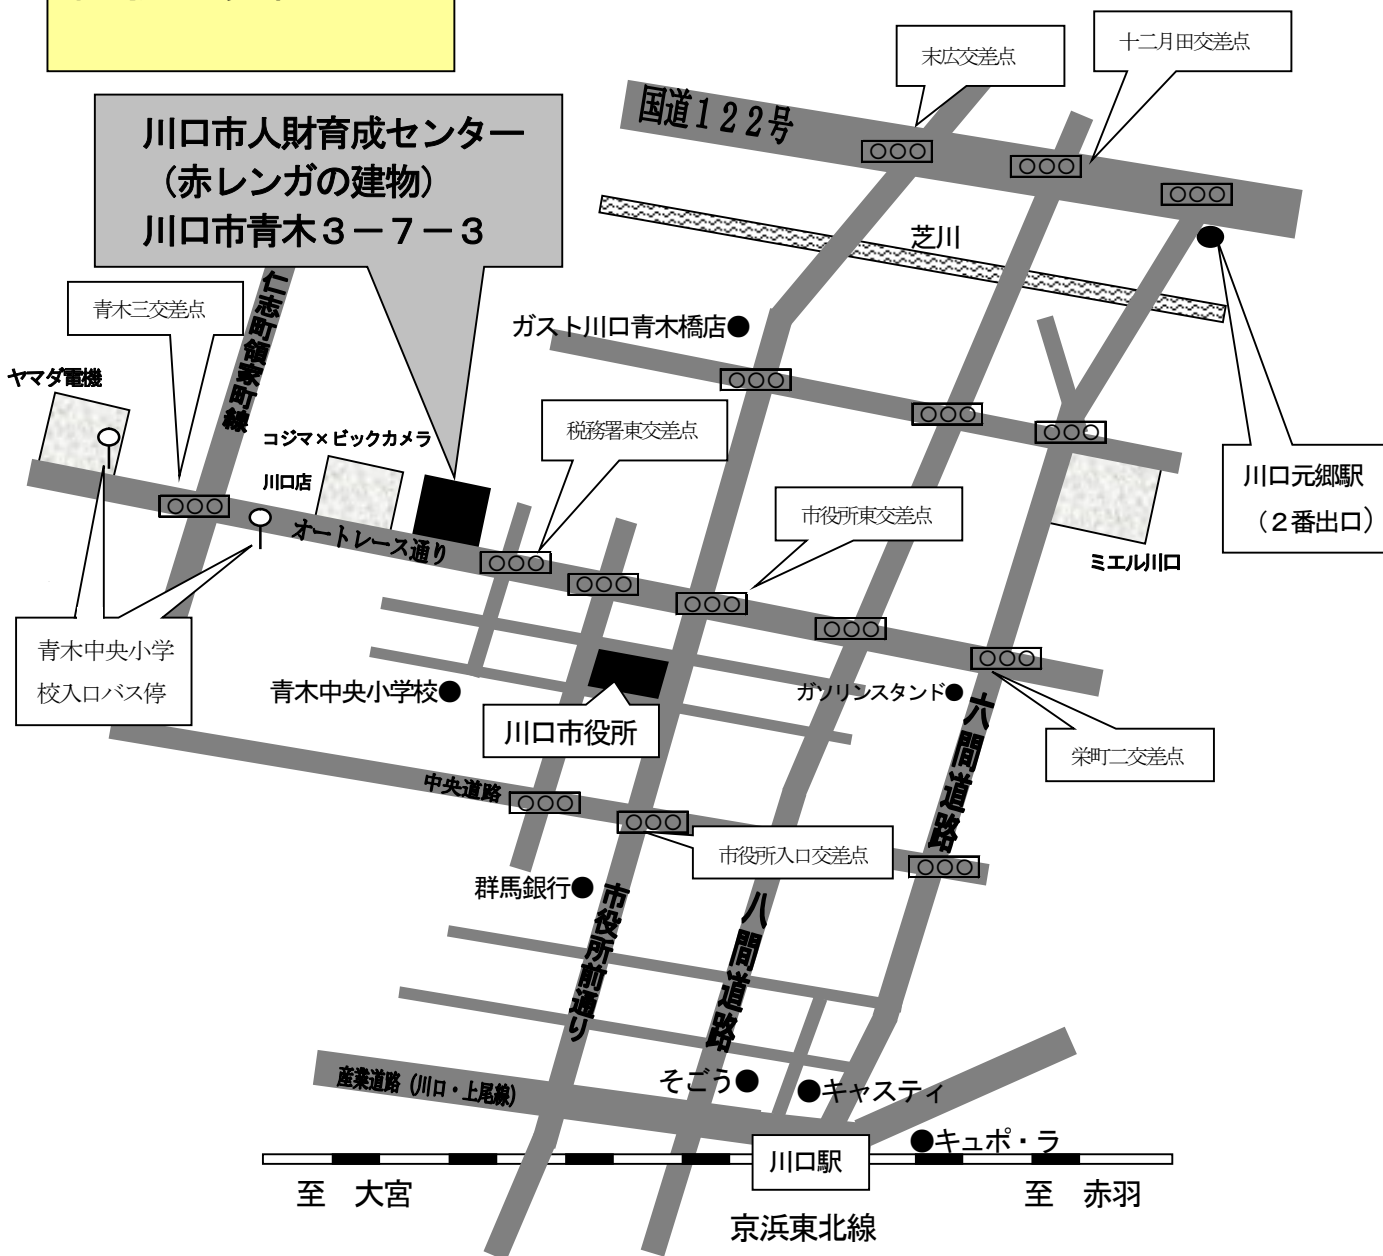 末広交差点
十二月田交差点
国道１２２号
川口市人財育成センター
（赤レンガの建物）
川口市青木３－７－３
芝川
仁志町領家町線
青木三交差点
ガスト川口青木橋店●
ヤマダ電機
コジマ×ビックカメラ
川口店
税務署東交差点
川口元郷駅
（２番出口）
市役所東交差点
オートレース通り
ミエル川口
青木中央小学
校入口バス停
青木中央小学校●
ガソリンスタンド●
六間道路
川口市役所
栄町二交差点
中央道路
市役所入口交差点
群馬銀行●
市役所前通り
八間道路
産業道路（川口・上尾線）
そごう●
●キャスティ
●キュポ・ラ
川口駅
至　大宮
至　赤羽
京浜東北線